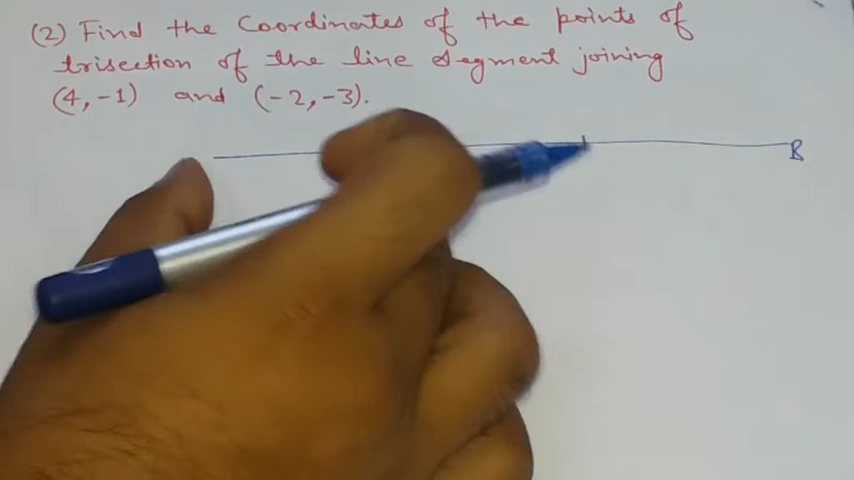 (2) Find the Coordinates of the points of
trisection of the line segment joining
(4,-1) and (-2,-3).
B